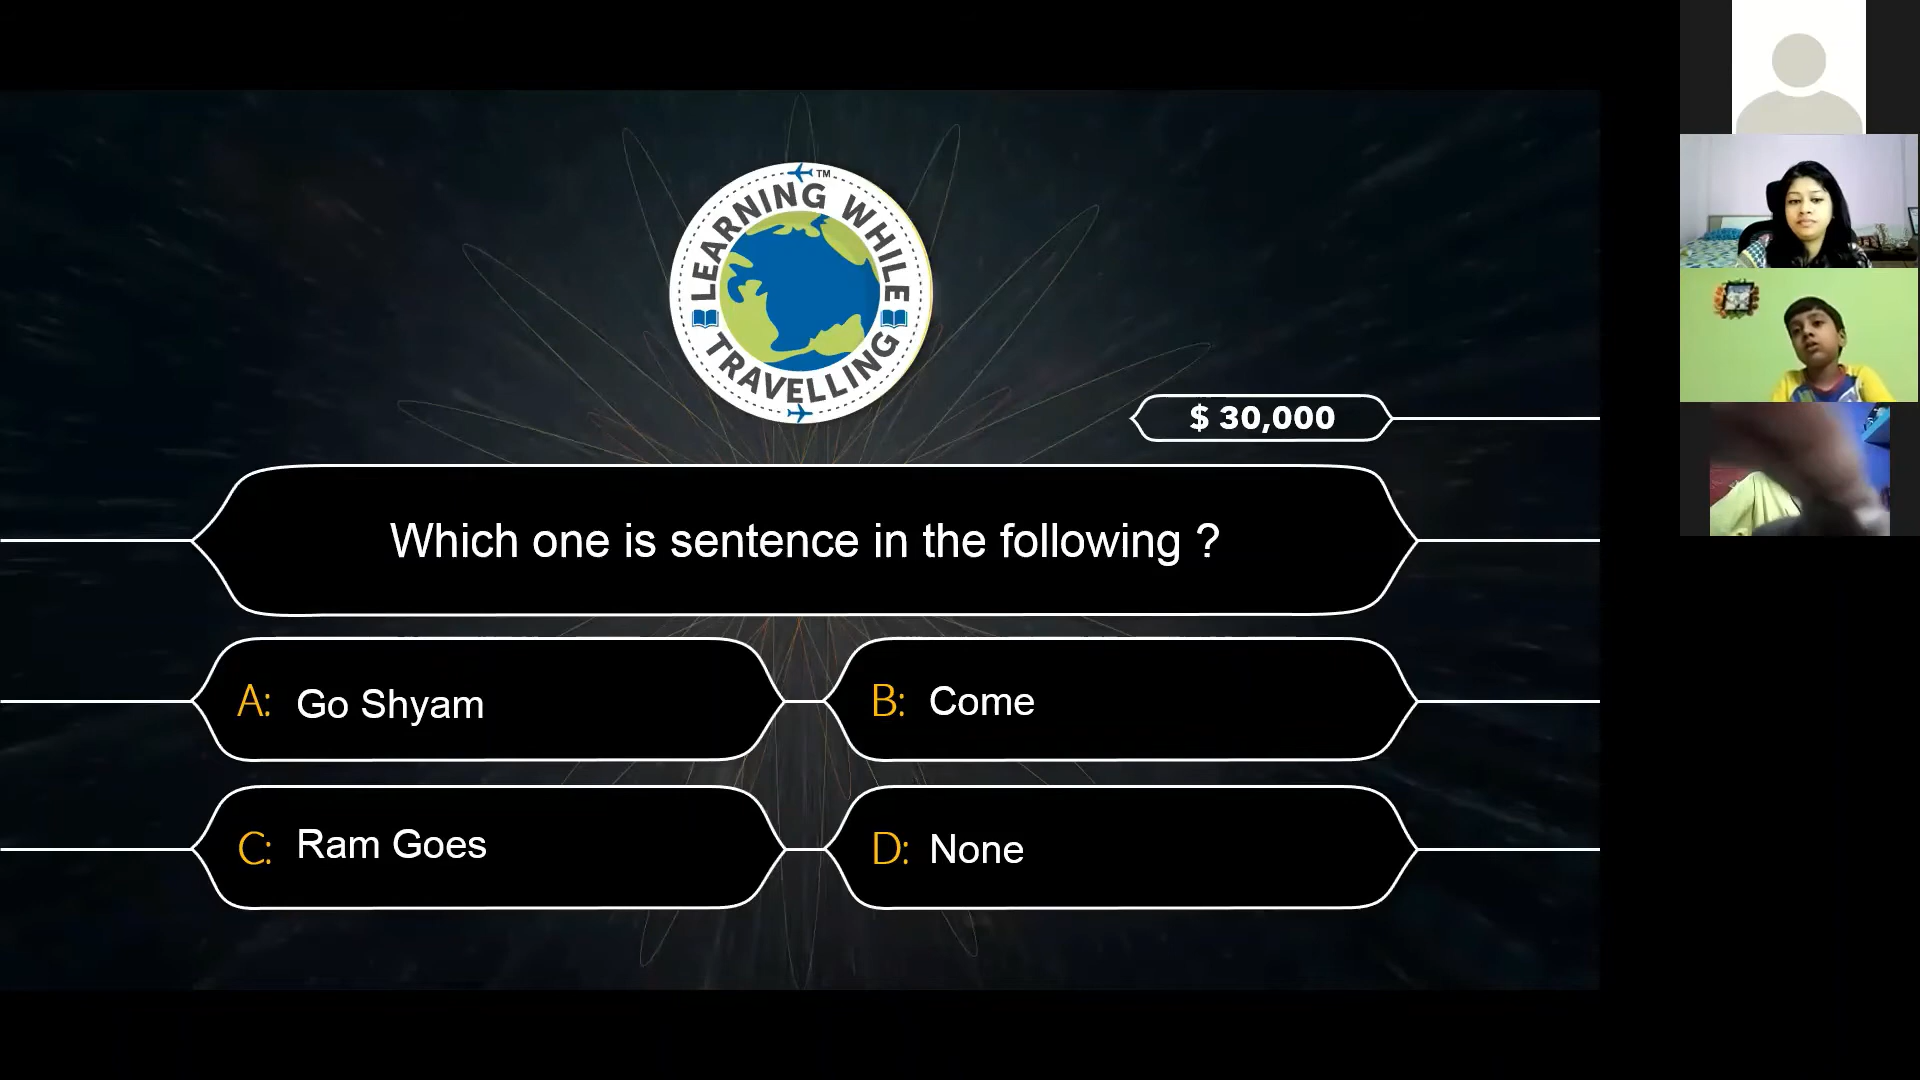 LEARNING WHILE
TRAVELLING
TM
$ 30,000
Which one is sentence in the following ?
A: Go Shyam
B: Come
C: Ram Goes
D: None